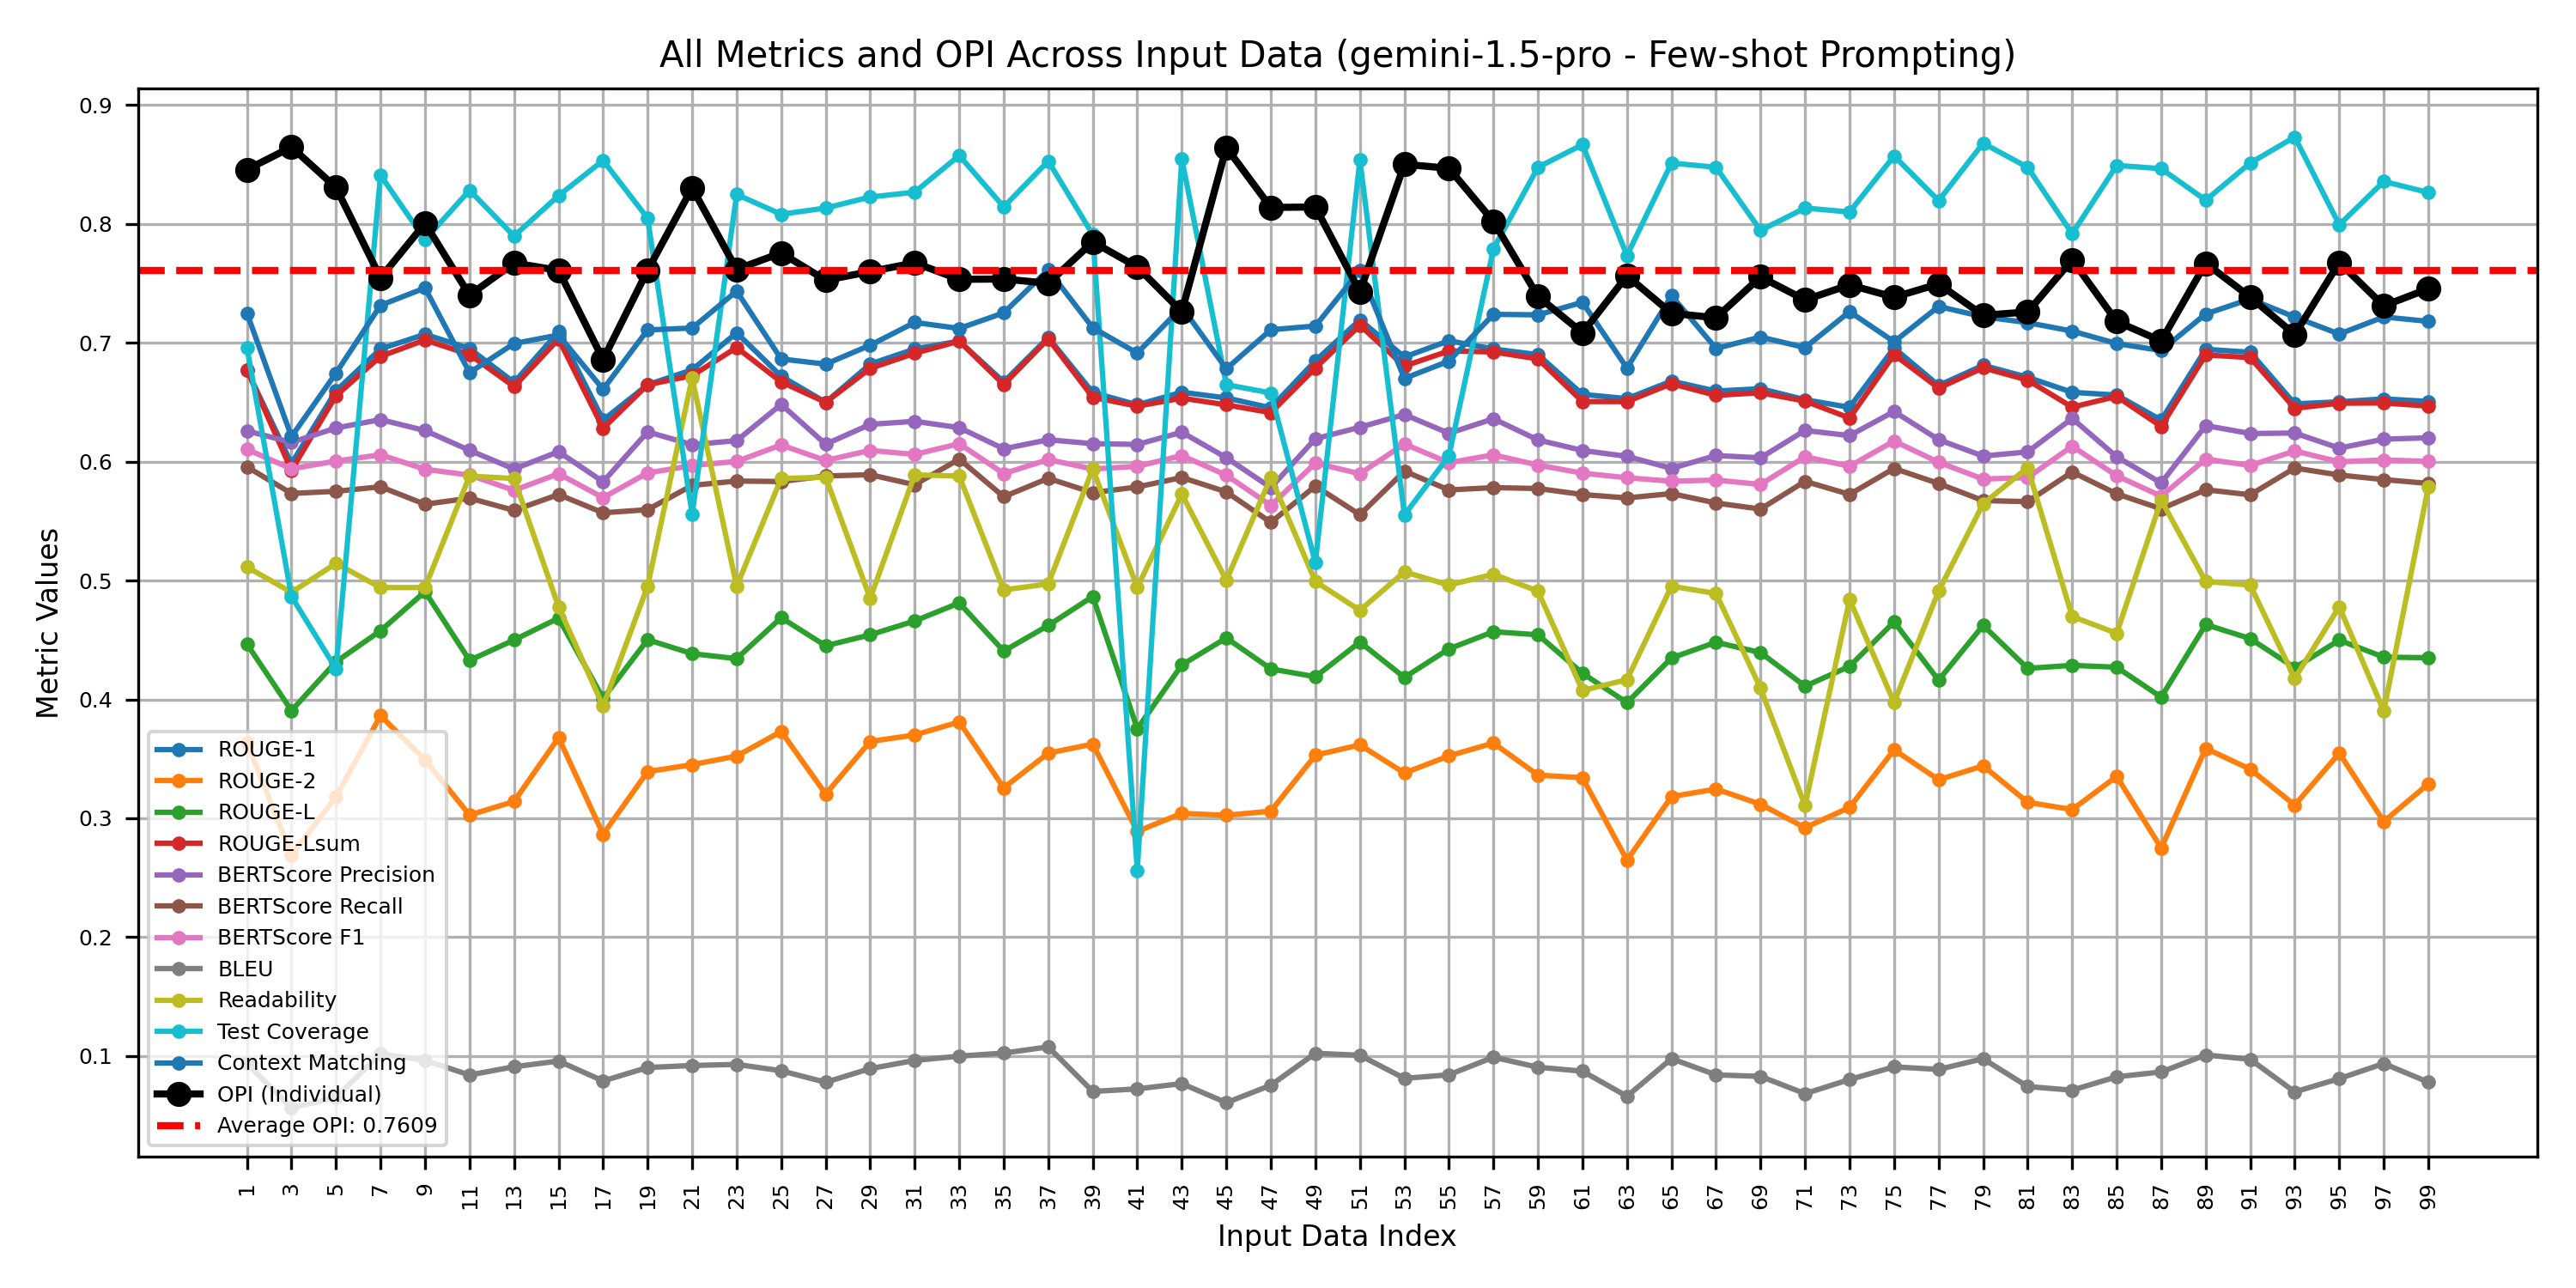 All Metrics and OPI Across Input Data (gemini-1.5-pro - Few-shot Prompting)
Metric Values
0.9
0.8
0.7
0.6
0.5
0.4
0.3
0.2
0.1
ROUGE-1
ROUGE-2
ROUGE-L
ROUGE-Lsum
BERTScore Precision
BERTScore Recall
BERTScore F1
BLEU
Readability
Test Coverage
Context Matching
OPI (Individual)
Average OPI: 0.7609
1 3 5 7 9 11 13 15 17 19 21 23 25 27 29 31 33 35 37 39 41 43 45 47 49 51 53 55 57 59 61 63 65 67 69 71 73 75 77 79 81 83 85 87 89 91 93 95 97 99
Input Data Index